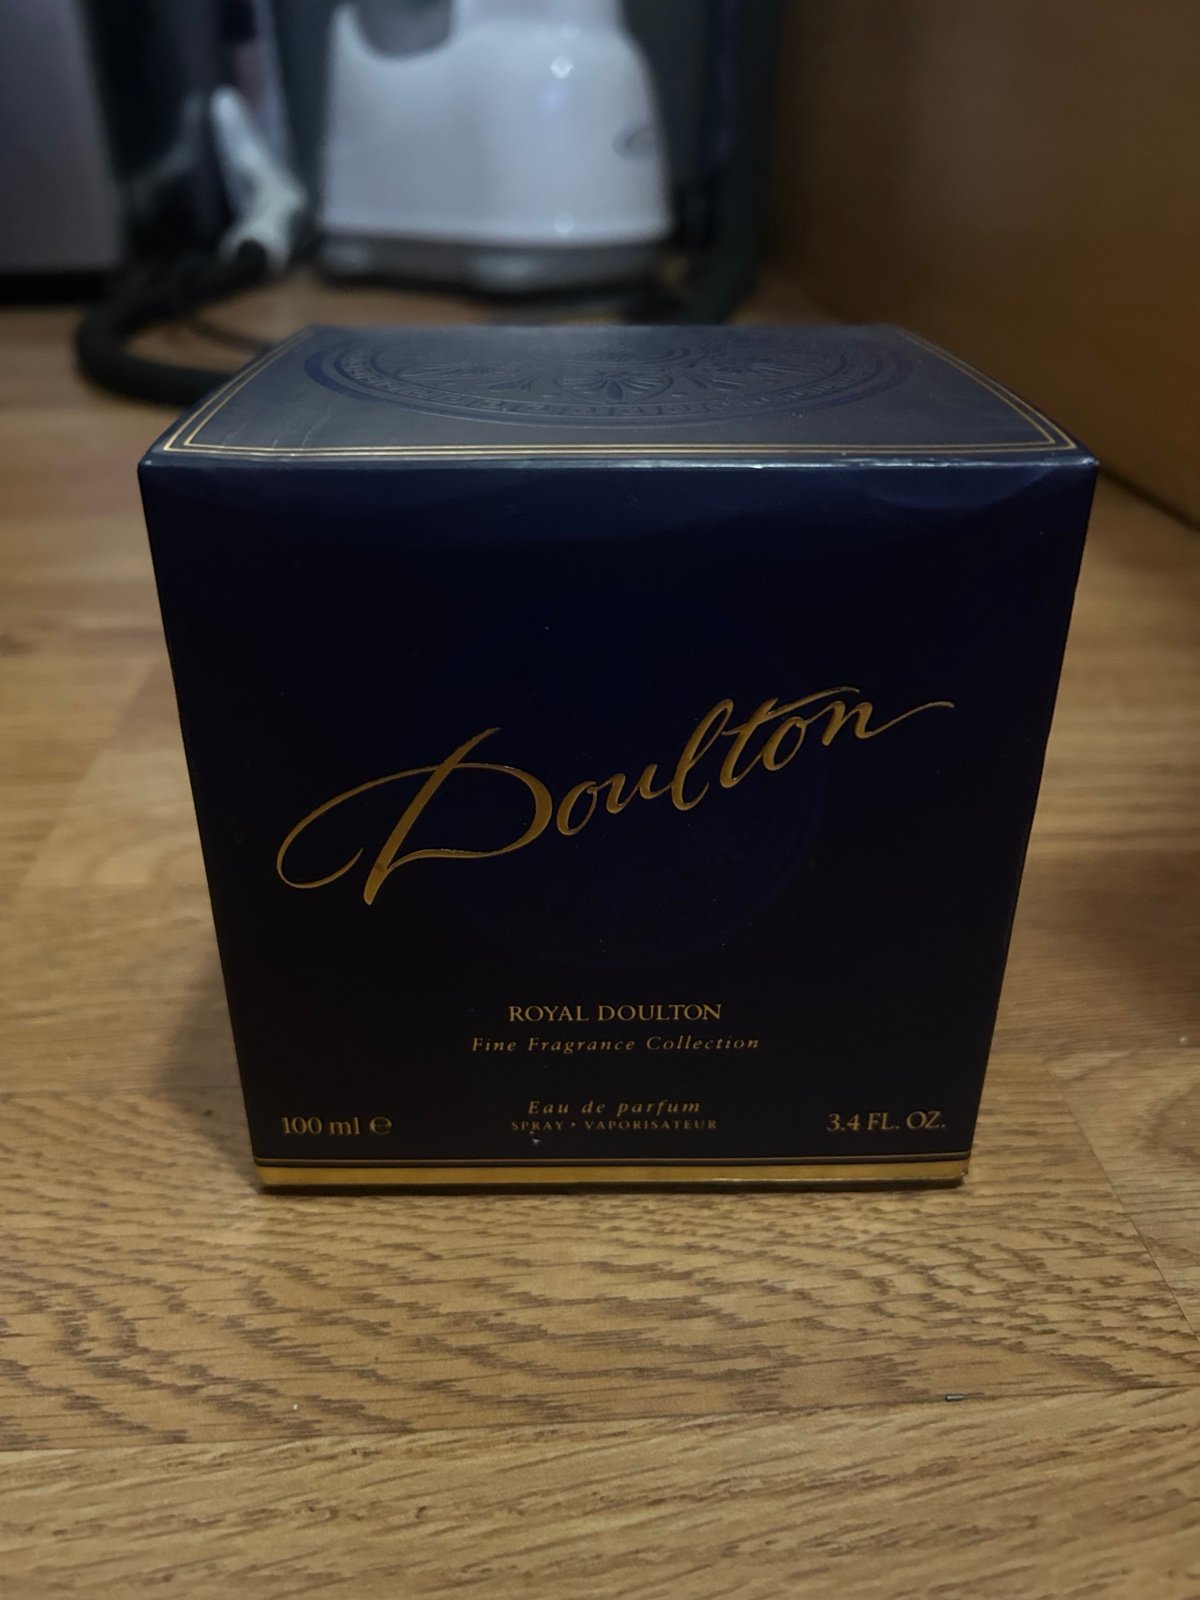 Doulton
ROYAL DOULTON
Fine Fragrance Collection
Eau de parfum
100 ml ℮ SPRAY • VAPORISATEUR 3.4 FL. OZ.